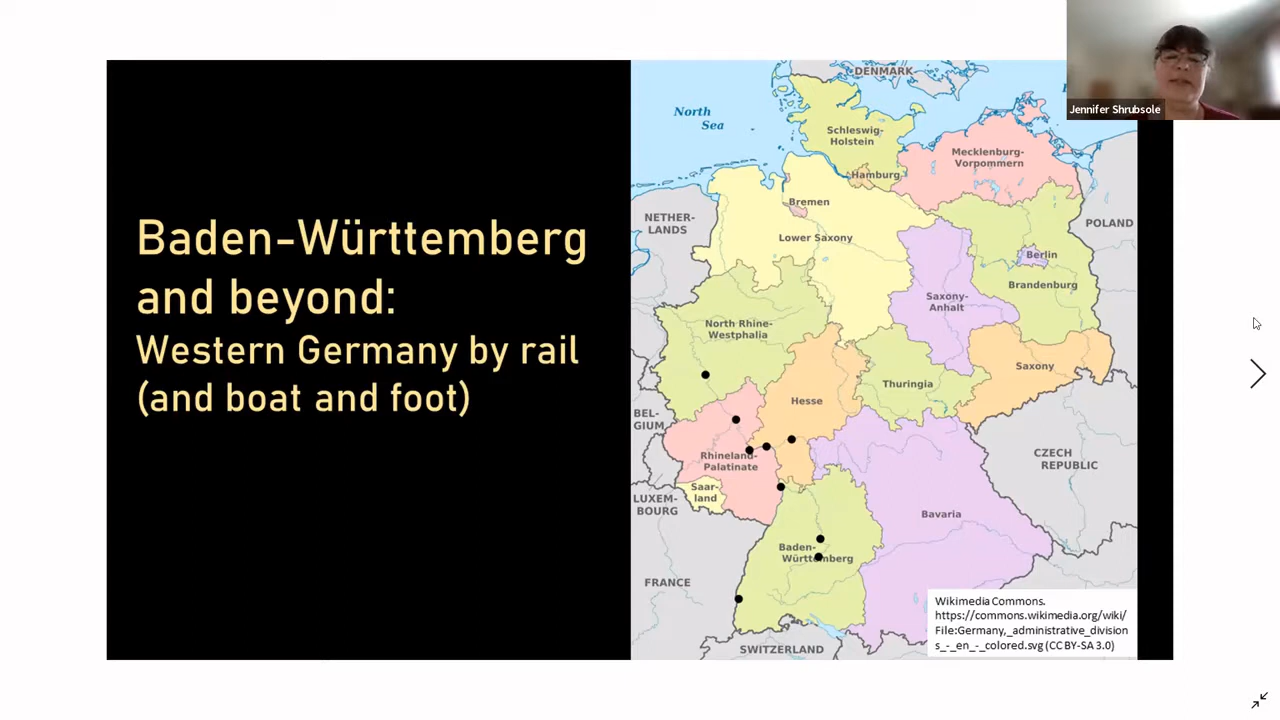 Jennifer Shrubsole
Baden-Württemberg
and beyond:
Western Germany by rail
(and boat and foot)
DENMARK
North
Sea
Schleswig-
Holstein
Mecklenburg-
Vorpommern
Hamburg
Bremen
NETHER-
LANDS
POLAND
Lower Saxony
Berlin
Brandenburg
Saxony-
Anhalt
North Rhine-
Westphalia
Saxony
Thuringia
Hesse
BEL-
GIUM
Rhineland-
Palatinate
CZECH
REPUBLIC
Saar-
land
LUXEM-
BOURG
Bavaria
Baden-
Württemberg
FRANCE
SWITZERLAND
Wikimedia Commons.
https://commons.wikimedia.org/wiki/
File:Germany,_administrative_division
s_-_en_-_colored.svg (CC BY-SA 3.0)